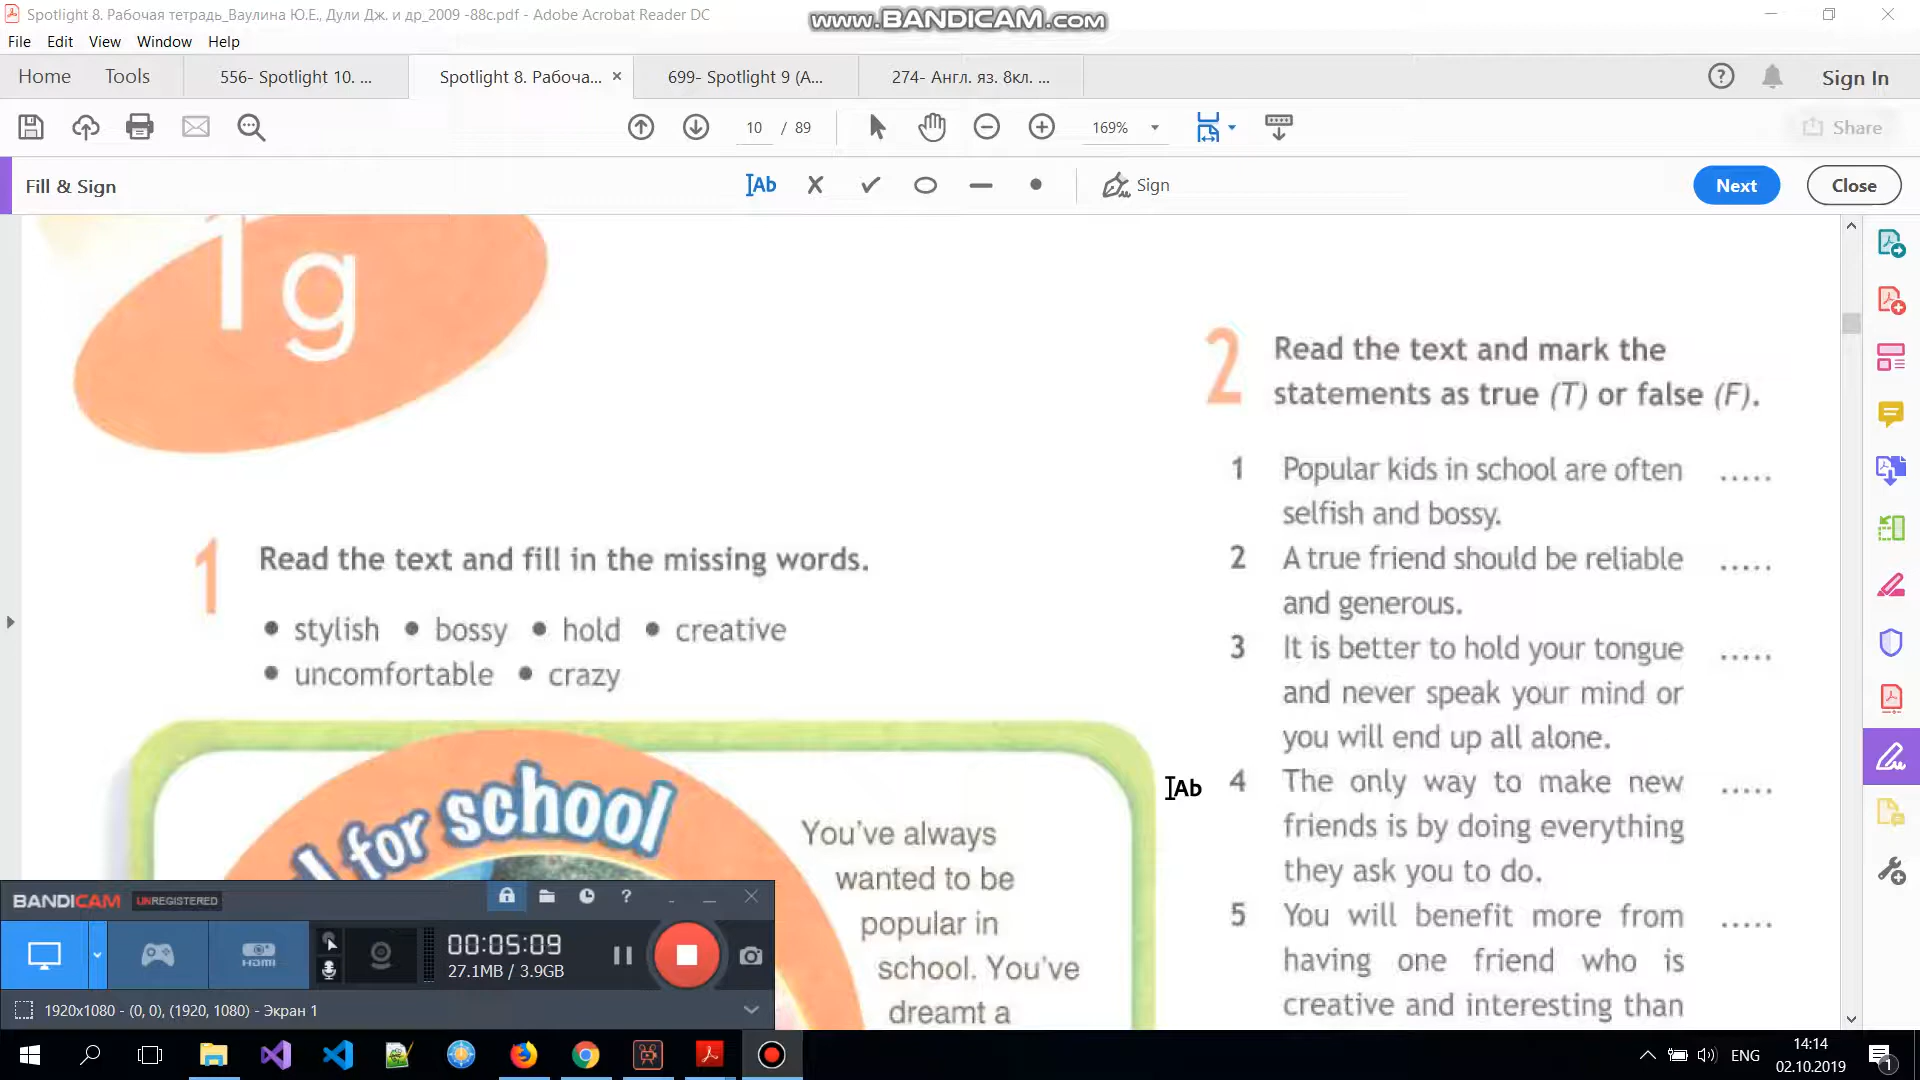 Spotlight 8. Рабочая тетрадь_Ваулина Ю.Е., Дули Дж. и др_2009 -88с.pdf - Adobe Acrobat Reader DC
www.BANDICAM.com
File Edit View Window Help
Home Tools 556- Spotlight 10. ... Spotlight 8. Рабоча... × 699- Spotlight 9 (A... 274- Англ. яз. 8кл. ... Sign In
10 / 89 169% Share
Fill & Sign Ab Sign Next Close
1g
1 Read the text and fill in the missing words.
• stylish • bossy • hold • creative
• uncomfortable • crazy
for school
You've always
wanted to be
popular in
school. You've
dreamt a
2 Read the text and mark the
statements as true (T) or false (F).
1 Popular kids in school are often .....
selfish and bossy.
2 A true friend should be reliable .....
and generous.
3 It is better to hold your tongue .....
and never speak your mind or
you will end up all alone.
Ab
4 The only way to make new .....
friends is by doing everything
they ask you to do.
5 You will benefit more from .....
having one friend who is
creative and interesting than
BANDICAM UNREGISTERED
HDMI 00:05:09
27.1MB / 3.9GB
1920x1080 - (0, 0), (1920, 1080) - Экран 1
ENG 14:14
02.10.2019
1